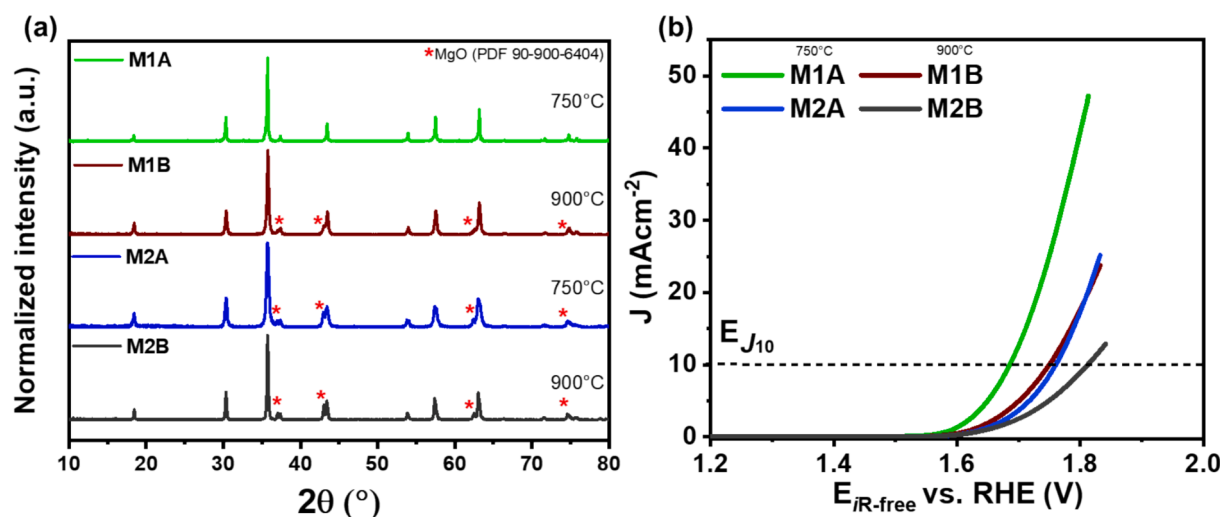 (a)
M1A
*MgO (PDF 90-900-6404)
750°C
M1B
900°C
* * * *
M2A
750°C
* * * *
M2B
900°C
* * * *
Normalized intensity (a.u.)
10 20 30 40 50 60 70 80
2θ (°)
(b)
750°C 900°C
M1A M1B
M2A M2B
J (mAcm-2)
50
40
30
20
10
0
EJ10
1.2 1.4 1.6 1.8 2.0
EiR-free vs. RHE (V)